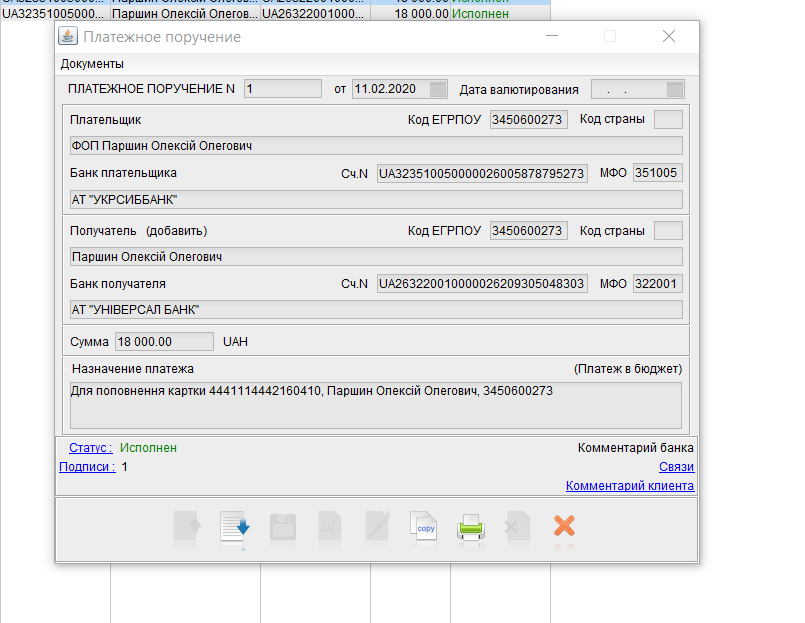 UA32351005000... Паршин Олексій Олегов... UA26322001000... 18 000.00 Исполнен
Платежное поручение
Документы
ПЛАТЕЖНОЕ ПОРУЧЕНИЕ N 1 от 11.02.2020 Дата валютирования . .
Плательщик Код ЕГРПОУ 3450600273 Код страны
ФОП Паршин Олексій Олегович
Банк плательщика Сч.N UA323510050000026005878795273 МФО 351005
АТ "УКРСИББАНК"
Получатель (добавить) Код ЕГРПОУ 3450600273 Код страны
Паршин Олексій Олегович
Банк получателя Сч.N UA263220010000026209305048303 МФО 322001
АТ "УНІВЕРСАЛ БАНК"
Сумма 18 000.00 UAH
Назначение платежа (Платеж в бюджет)
Для поповнення картки 4441114442160410, Паршин Олексій Олегович, 3450600273
Статус : Исполнен Комментарий банка
Подписи : 1 Связи
Комментарий клиента
copy